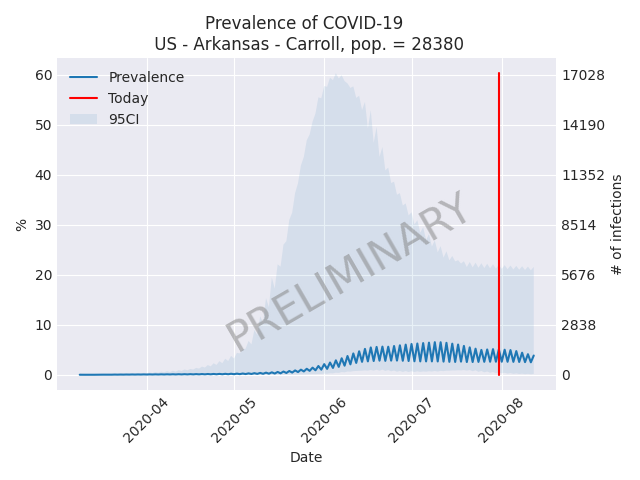 Prevalence of COVID-19
US - Arkansas - Carroll, pop. = 28380
Prevalence
Today
95CI
60
50
40
30
20
10
0
%
17028
14190
11352
8514
5676
2838
0
# of infections
PRELIMINARY
2020-04
2020-05
2020-06
2020-07
2020-08
Date